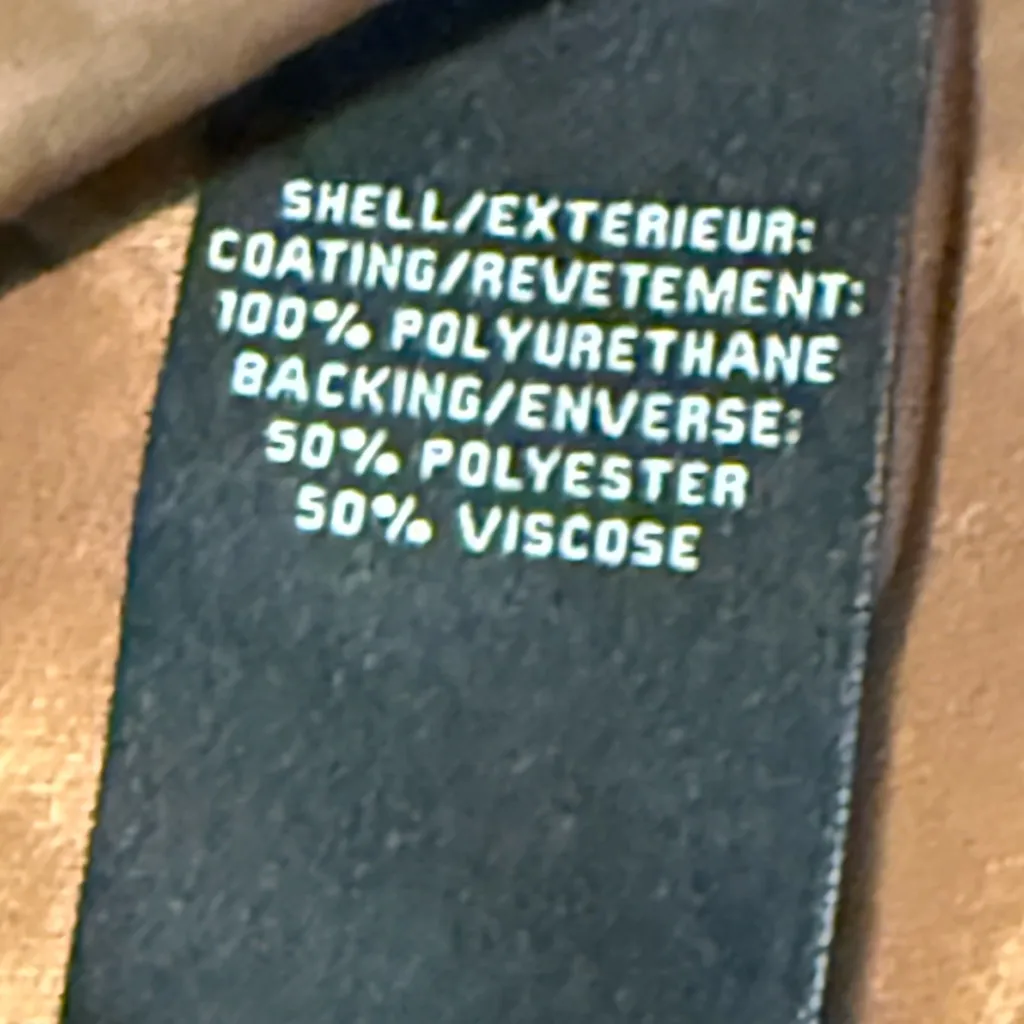 SHELL/EXTERIEUR:
COATING/REVETEMENT:
100% POLYURETHANE
BACKING/ENVERSE:
50% POLYESTER
50% VISCOSE